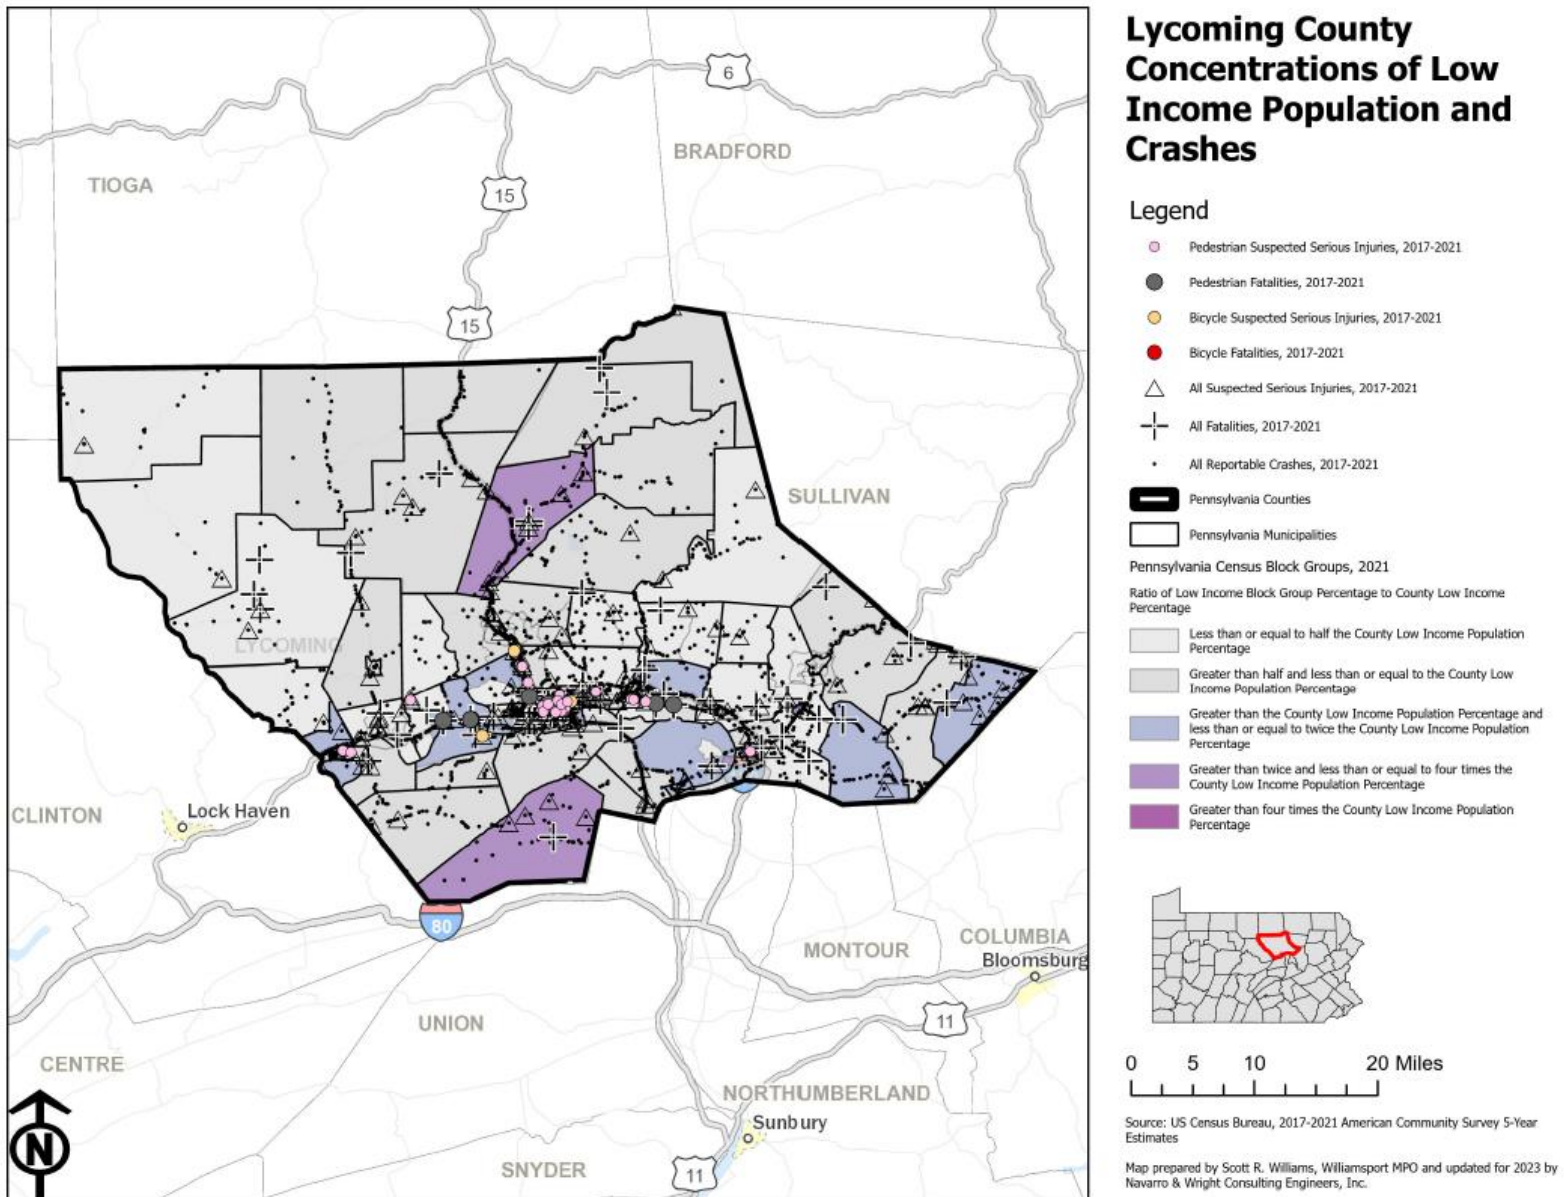 Lycoming County
Concentrations of Low
Income Population and
Crashes
Legend
Pedestrian Suspected Serious Injuries, 2017-2021
Pedestrian Fatalities, 2017-2021
Bicycle Suspected Serious Injuries, 2017-2021
Bicycle Fatalities, 2017-2021
All Suspected Serious Injuries, 2017-2021
All Fatalities, 2017-2021
All Reportable Crashes, 2017-2021
Pennsylvania Counties
Pennsylvania Municipalities
Pennsylvania Census Block Groups, 2021
Ratio of Low Income Block Group Percentage to County Low Income
Percentage
Less than or equal to half the County Low Income Population
Percentage
Greater than half and less than or equal to the County Low
Income Population Percentage
Greater than the County Low Income Population Percentage and
less than or equal to twice the County Low Income Population
Percentage
Greater than twice and less than or equal to four times the
County Low Income Population Percentage
Greater than four times the County Low Income Population
Percentage
0 5 10 20 Miles
Source: US Census Bureau, 2017-2021 American Community Survey 5-Year
Estimates
Map prepared by Scott R. Williams, Williamsport MPO and updated for 2023 by
Navarro & Wright Consulting Engineers, Inc.
6
BRADFORD
TIOGA
15
15
SULLIVAN
LYCOMING
CLINTON
Lock Haven
80
MONTOUR
COLUMBIA
Bloomsburg
UNION
11
CENTRE
NORTHUMBERLAND
Sunbury
SNYDER
11
N